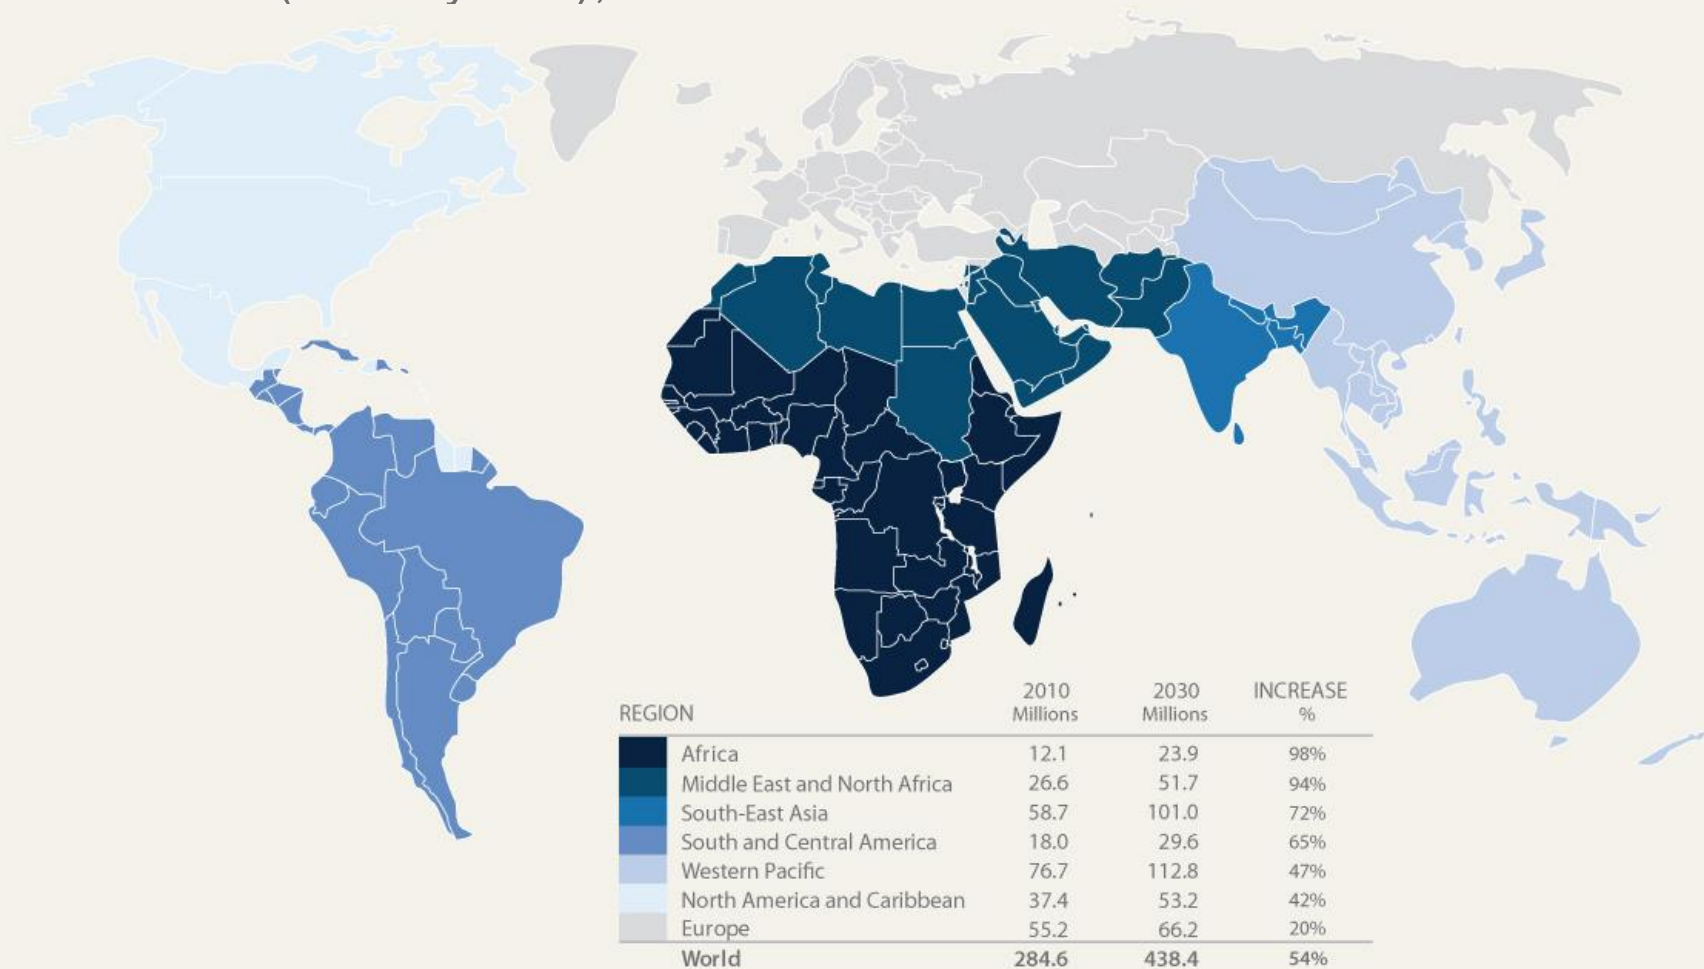 2010 2030 INCREASE
REGION Millions Millions %
Africa 12.1 23.9 98%
Middle East and North Africa 26.6 51.7 94%
South-East Asia 58.7 101.0 72%
South and Central America 18.0 29.6 65%
Western Pacific 76.7 112.8 47%
North America and Caribbean 37.4 53.2 42%
Europe 55.2 66.2 20%
World 284.6 438.4 54%